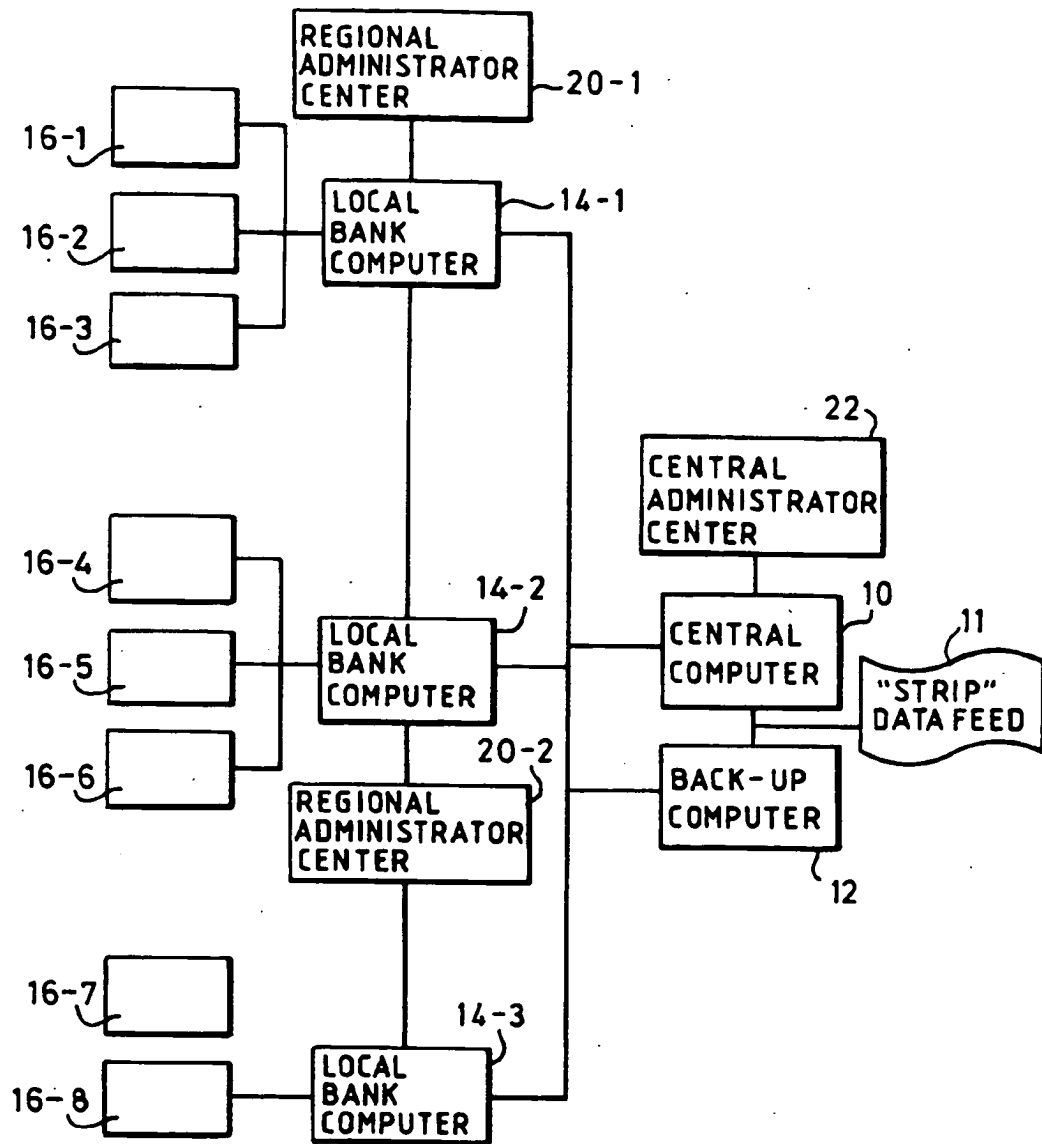 REGIONAL
ADMINISTRATOR
CENTER
20-1
16-1
LOCAL
BANK
COMPUTER
14-1
16-2
16-3
22
CENTRAL
ADMINISTRATOR
CENTER
16-4
14-2
10
11
LOCAL
BANK
COMPUTER
CENTRAL
COMPUTER
"STRIP"
DATA FEED
16-5
16-6
20-2
REGIONAL
ADMINISTRATOR
CENTER
BACK-UP
COMPUTER
12
16-7
14-3
LOCAL
BANK
COMPUTER
16-8